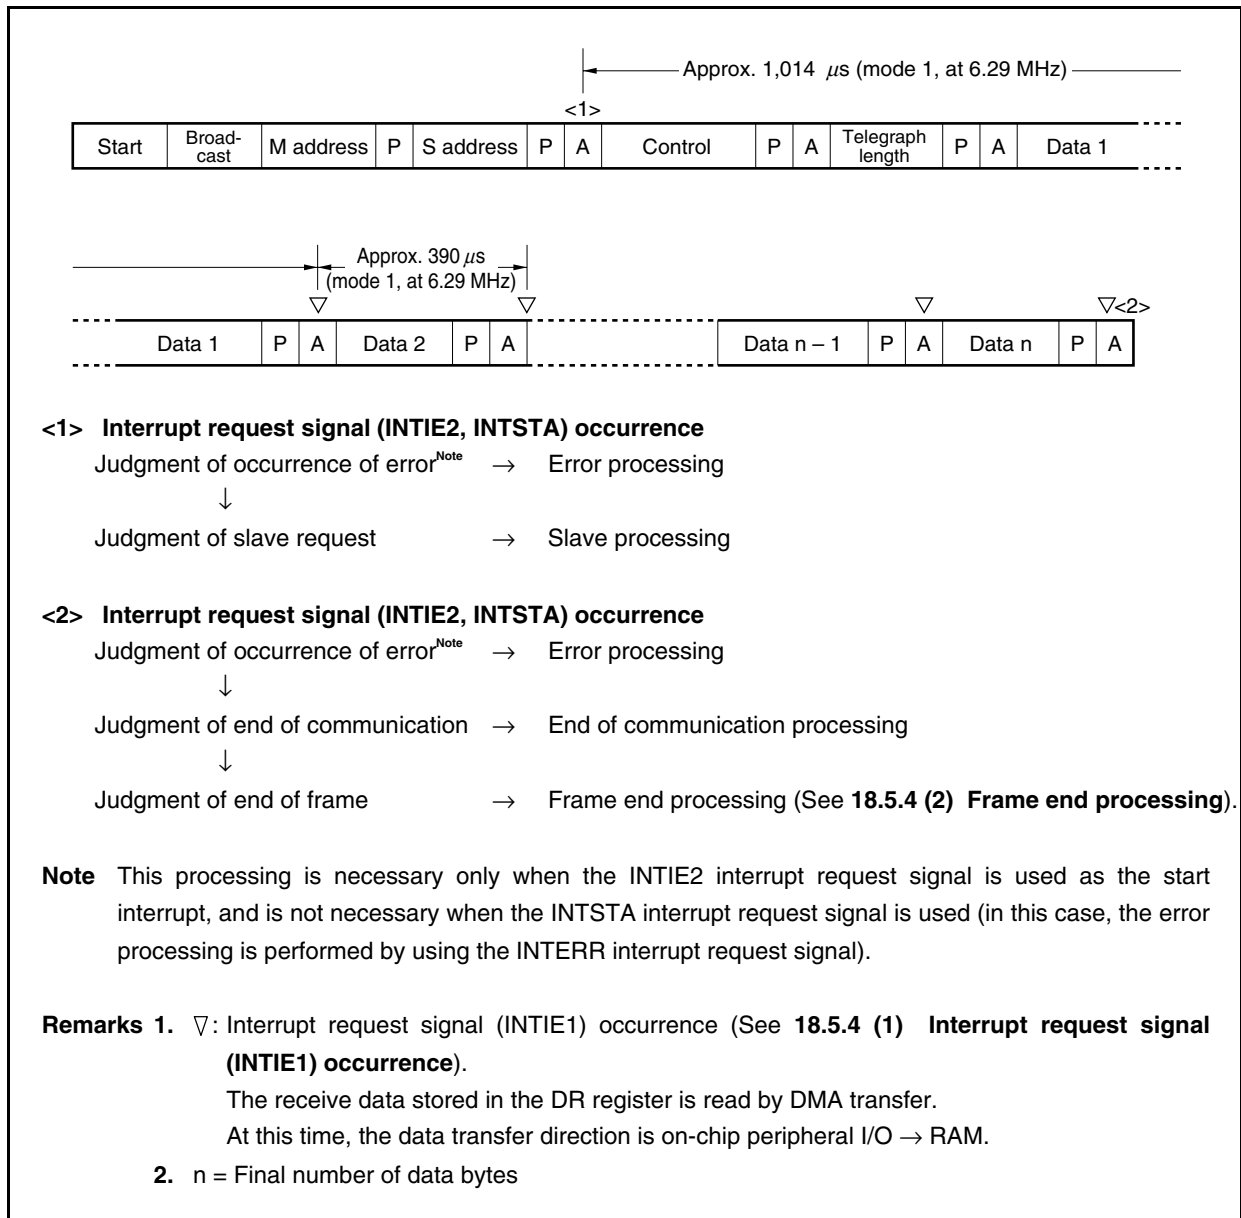 Approx. 1,014 μs (mode 1, at 6.29 MHz)
<1>
Start Broad-cast M address P S address P A Control P A Telegraph length P A Data 1
Approx. 390 μs
(mode 1, at 6.29 MHz)
▽ ▽ ▽ ▽<2>
Data 1 P A Data 2 P A Data n – 1 P A Data n P A
<1> Interrupt request signal (INTIE2, INTSTA) occurrence
Judgment of occurrence of errorNote → Error processing
↓
Judgment of slave request → Slave processing
<2> Interrupt request signal (INTIE2, INTSTA) occurrence
Judgment of occurrence of errorNote → Error processing
↓
Judgment of end of communication → End of communication processing
↓
Judgment of end of frame → Frame end processing (See 18.5.4 (2) Frame end processing).
Note This processing is necessary only when the INTIE2 interrupt request signal is used as the start
interrupt, and is not necessary when the INTSTA interrupt request signal is used (in this case, the error
processing is performed by using the INTERR interrupt request signal).
Remarks 1. ▽: Interrupt request signal (INTIE1) occurrence (See 18.5.4 (1) Interrupt request signal
(INTIE1) occurrence).
The receive data stored in the DR register is read by DMA transfer.
At this time, the data transfer direction is on-chip peripheral I/O → RAM.
2. n = Final number of data bytes